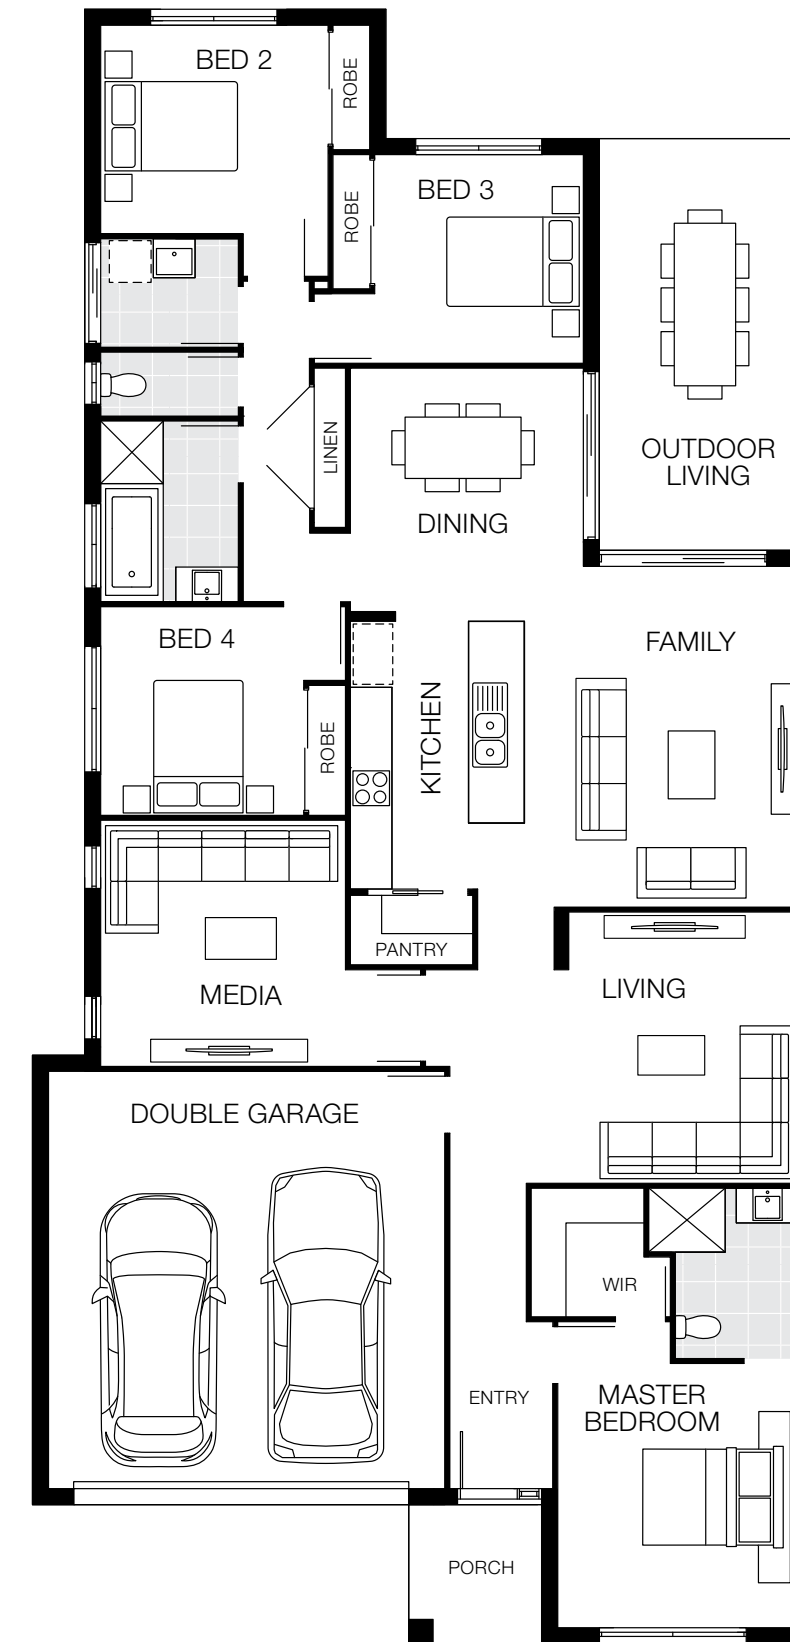 BED 2
ROBE
ROBE
BED 3
OUTDOOR
LIVING
LINEN
DINING
BED 4
FAMILY
KITCHEN
ROBE
PANTRY
MEDIA
LIVING
DOUBLE GARAGE
WIR
ENTRY
MASTER
BEDROOM
PORCH